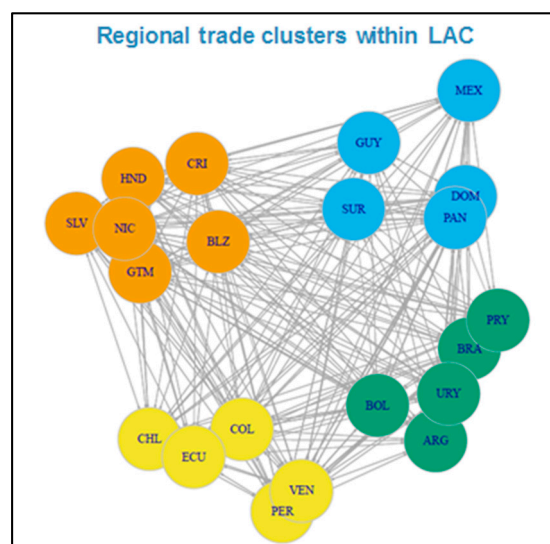 Regional trade clusters within LAC
MEX
GUY
CRI
HND
DOM
SUR
PAN
SLV
NIC
BLZ
GTM
PRY
BRA
URY
BOL
COL
CHL
ARG
ECU
VEN
PER